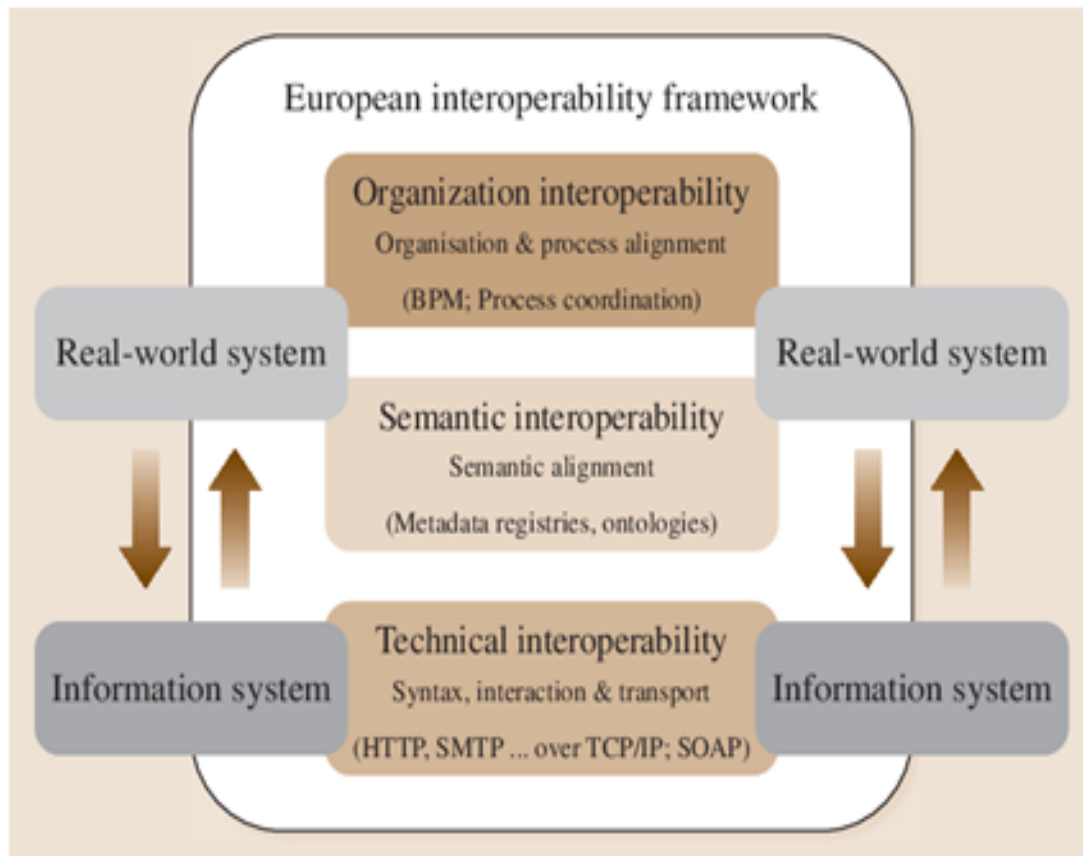 European interoperability framework
Organization interoperability
Organisation & process alignment
(BPM; Process coordination)
Real-world system
Real-world system
Semantic interoperability
Semantic alignment
(Metadata registries, ontologies)
Technical interoperability
Syntax, interaction & transport
(HTTP, SMTP ... over TCP/IP; SOAP)
Information system
Information system